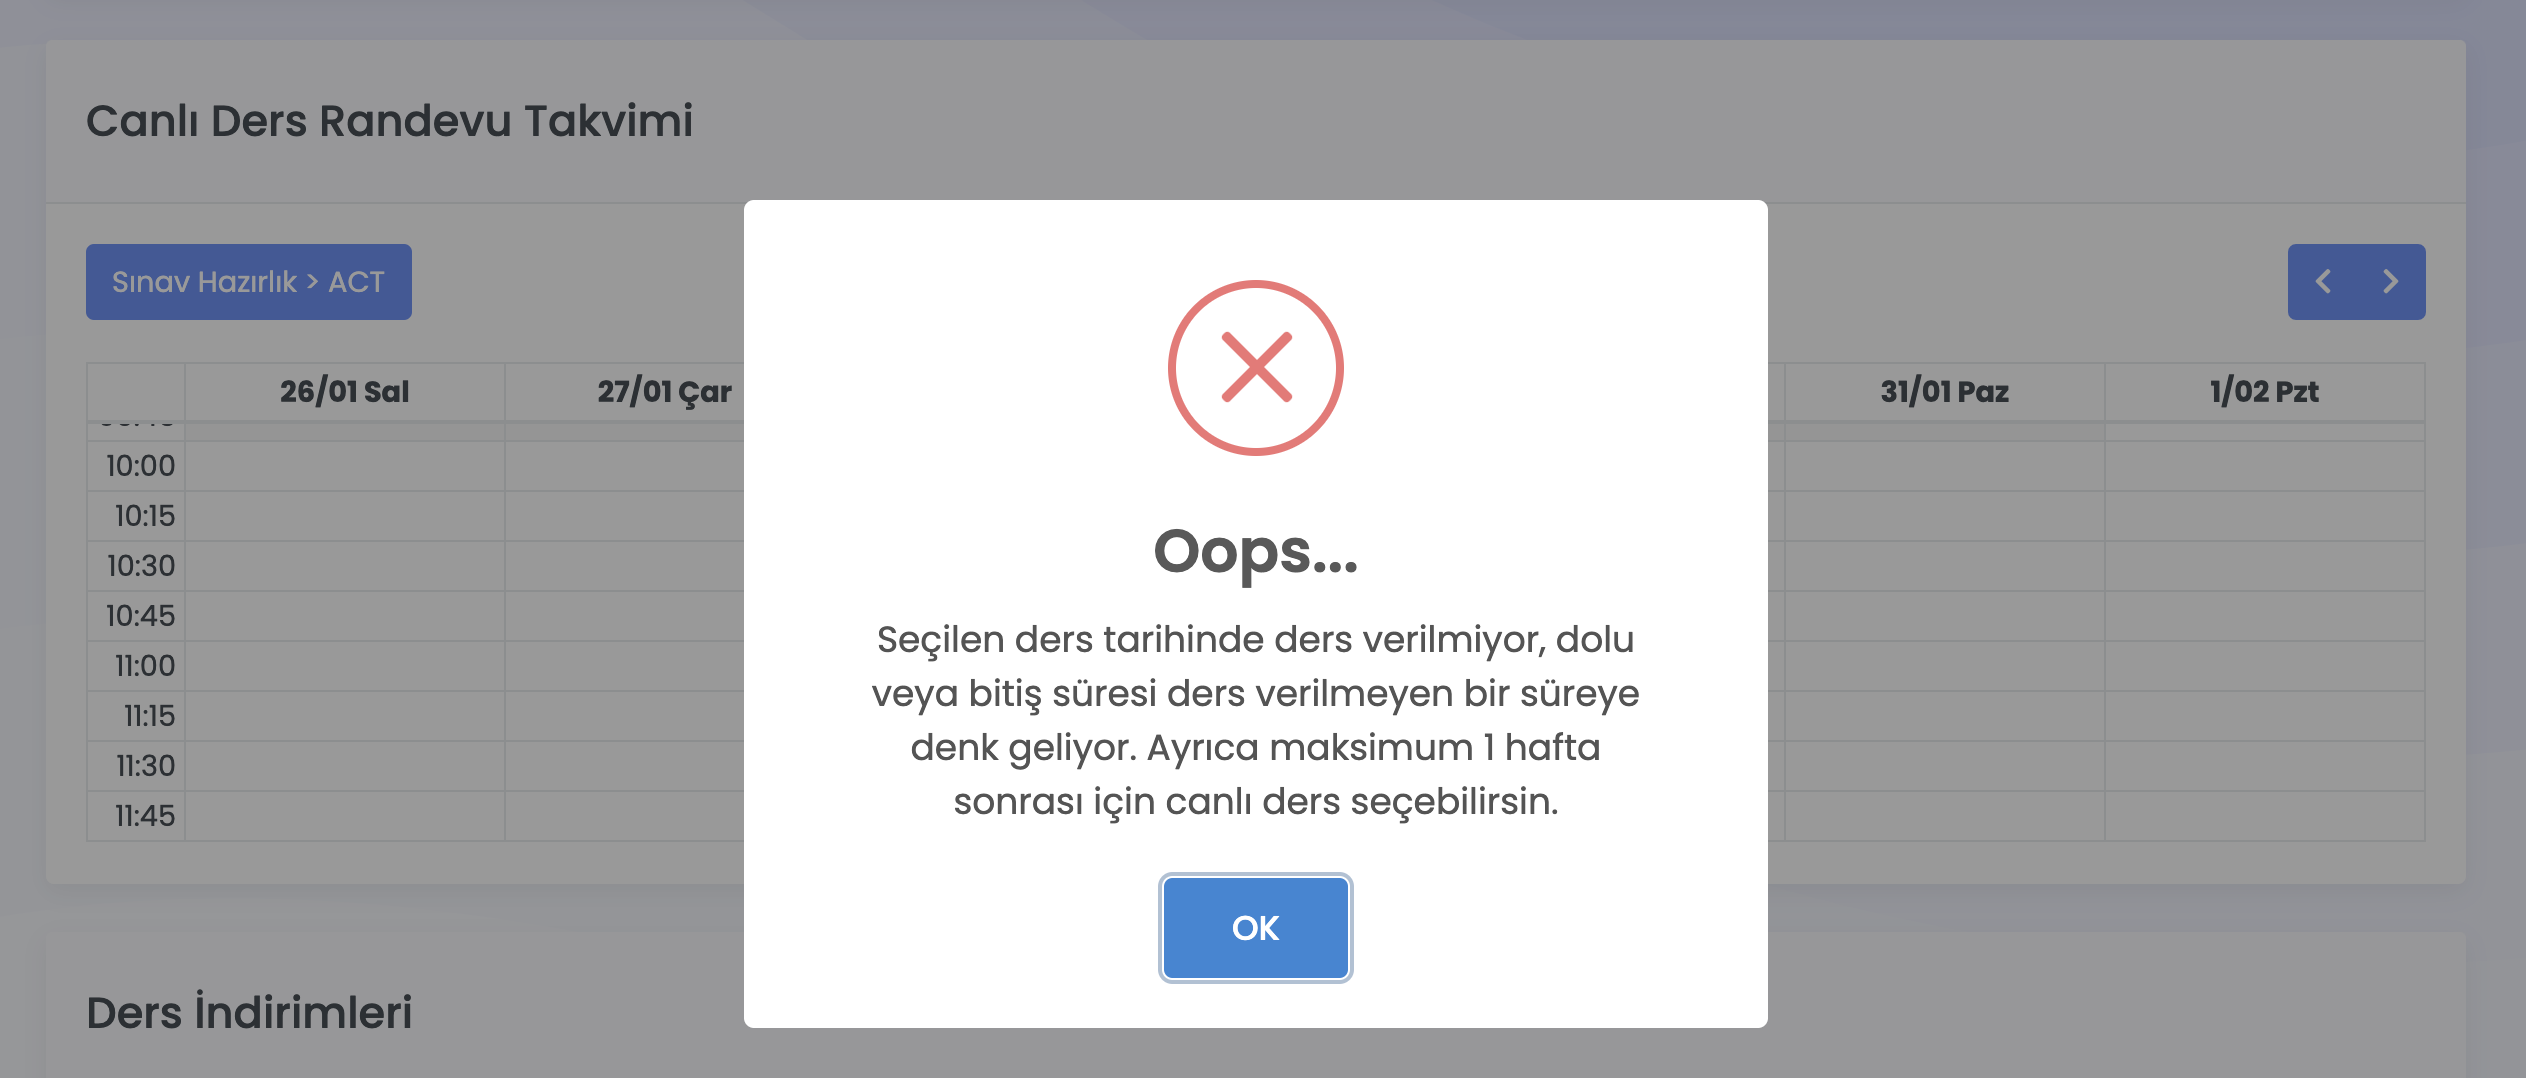 Canlı Ders Randevu Takvimi
Sınav Hazırlık > ACT
26/01 Sal
27/01 Çar
31/01 Paz
1/02 Pzt
10:00
10:15
10:30
10:45
11:00
11:15
11:30
11:45
Oops...
Seçilen ders tarihinde ders verilmiyor, dolu
veya bitiş süresi ders verilmeyen bir süreye
denk geliyor. Ayrıca maksimum 1 hafta
sonrası için canlı ders seçebilirsin.
OK
Ders İndirimleri